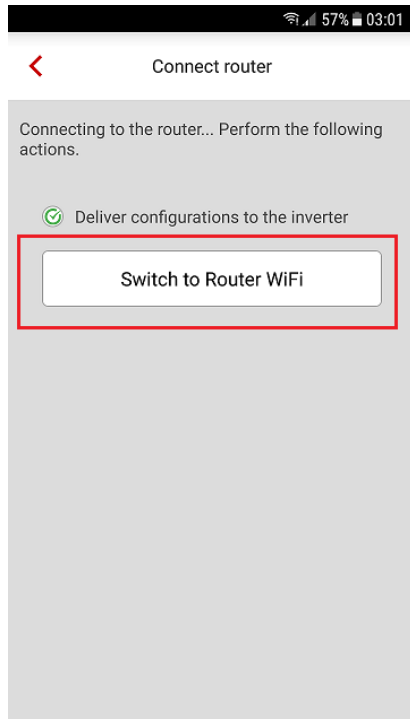 57% 03:01
Connect router
Connecting to the router... Perform the following
actions.
Deliver configurations to the inverter
Switch to Router WiFi